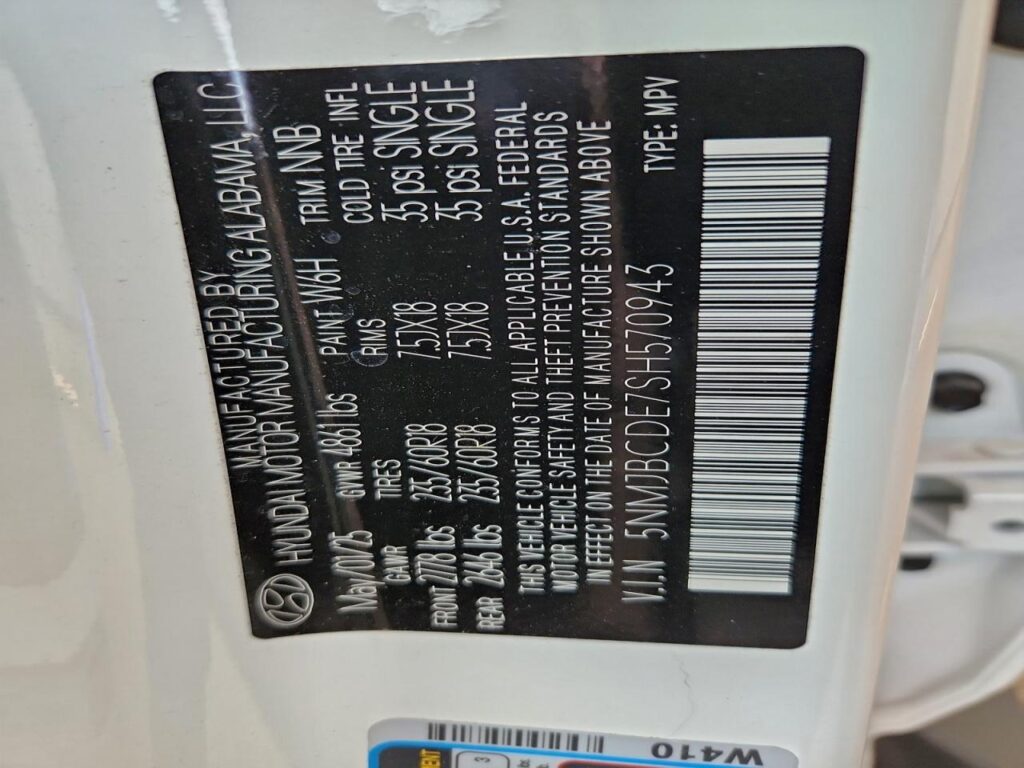 MANUFACTURED BY
HYUNDAI MOTOR MANUFACTURING ALABAMA, LLC
May/01/25 GVWR 4861 lbs PAINT W6H TRIM NNB
GAWR TIRES RIMS COLD TIRE INFL
FRONT 2778 lbs 235/60R18 7.5JX18 35 psi SINGLE
REAR 2646 lbs 235/60R18 7.5JX18 35 psi SINGLE
THIS VEHICLE CONFORMS TO ALL APPLICABLE U.S.A. FEDERAL
MOTOR VEHICLE SAFETY AND THEFT PREVENTION STANDARDS
IN EFFECT ON THE DATE OF MANUFACTURE SHOWN ABOVE
V.I.N 5NMJBCDE7SH570943 TYPE: MPV
W410
3